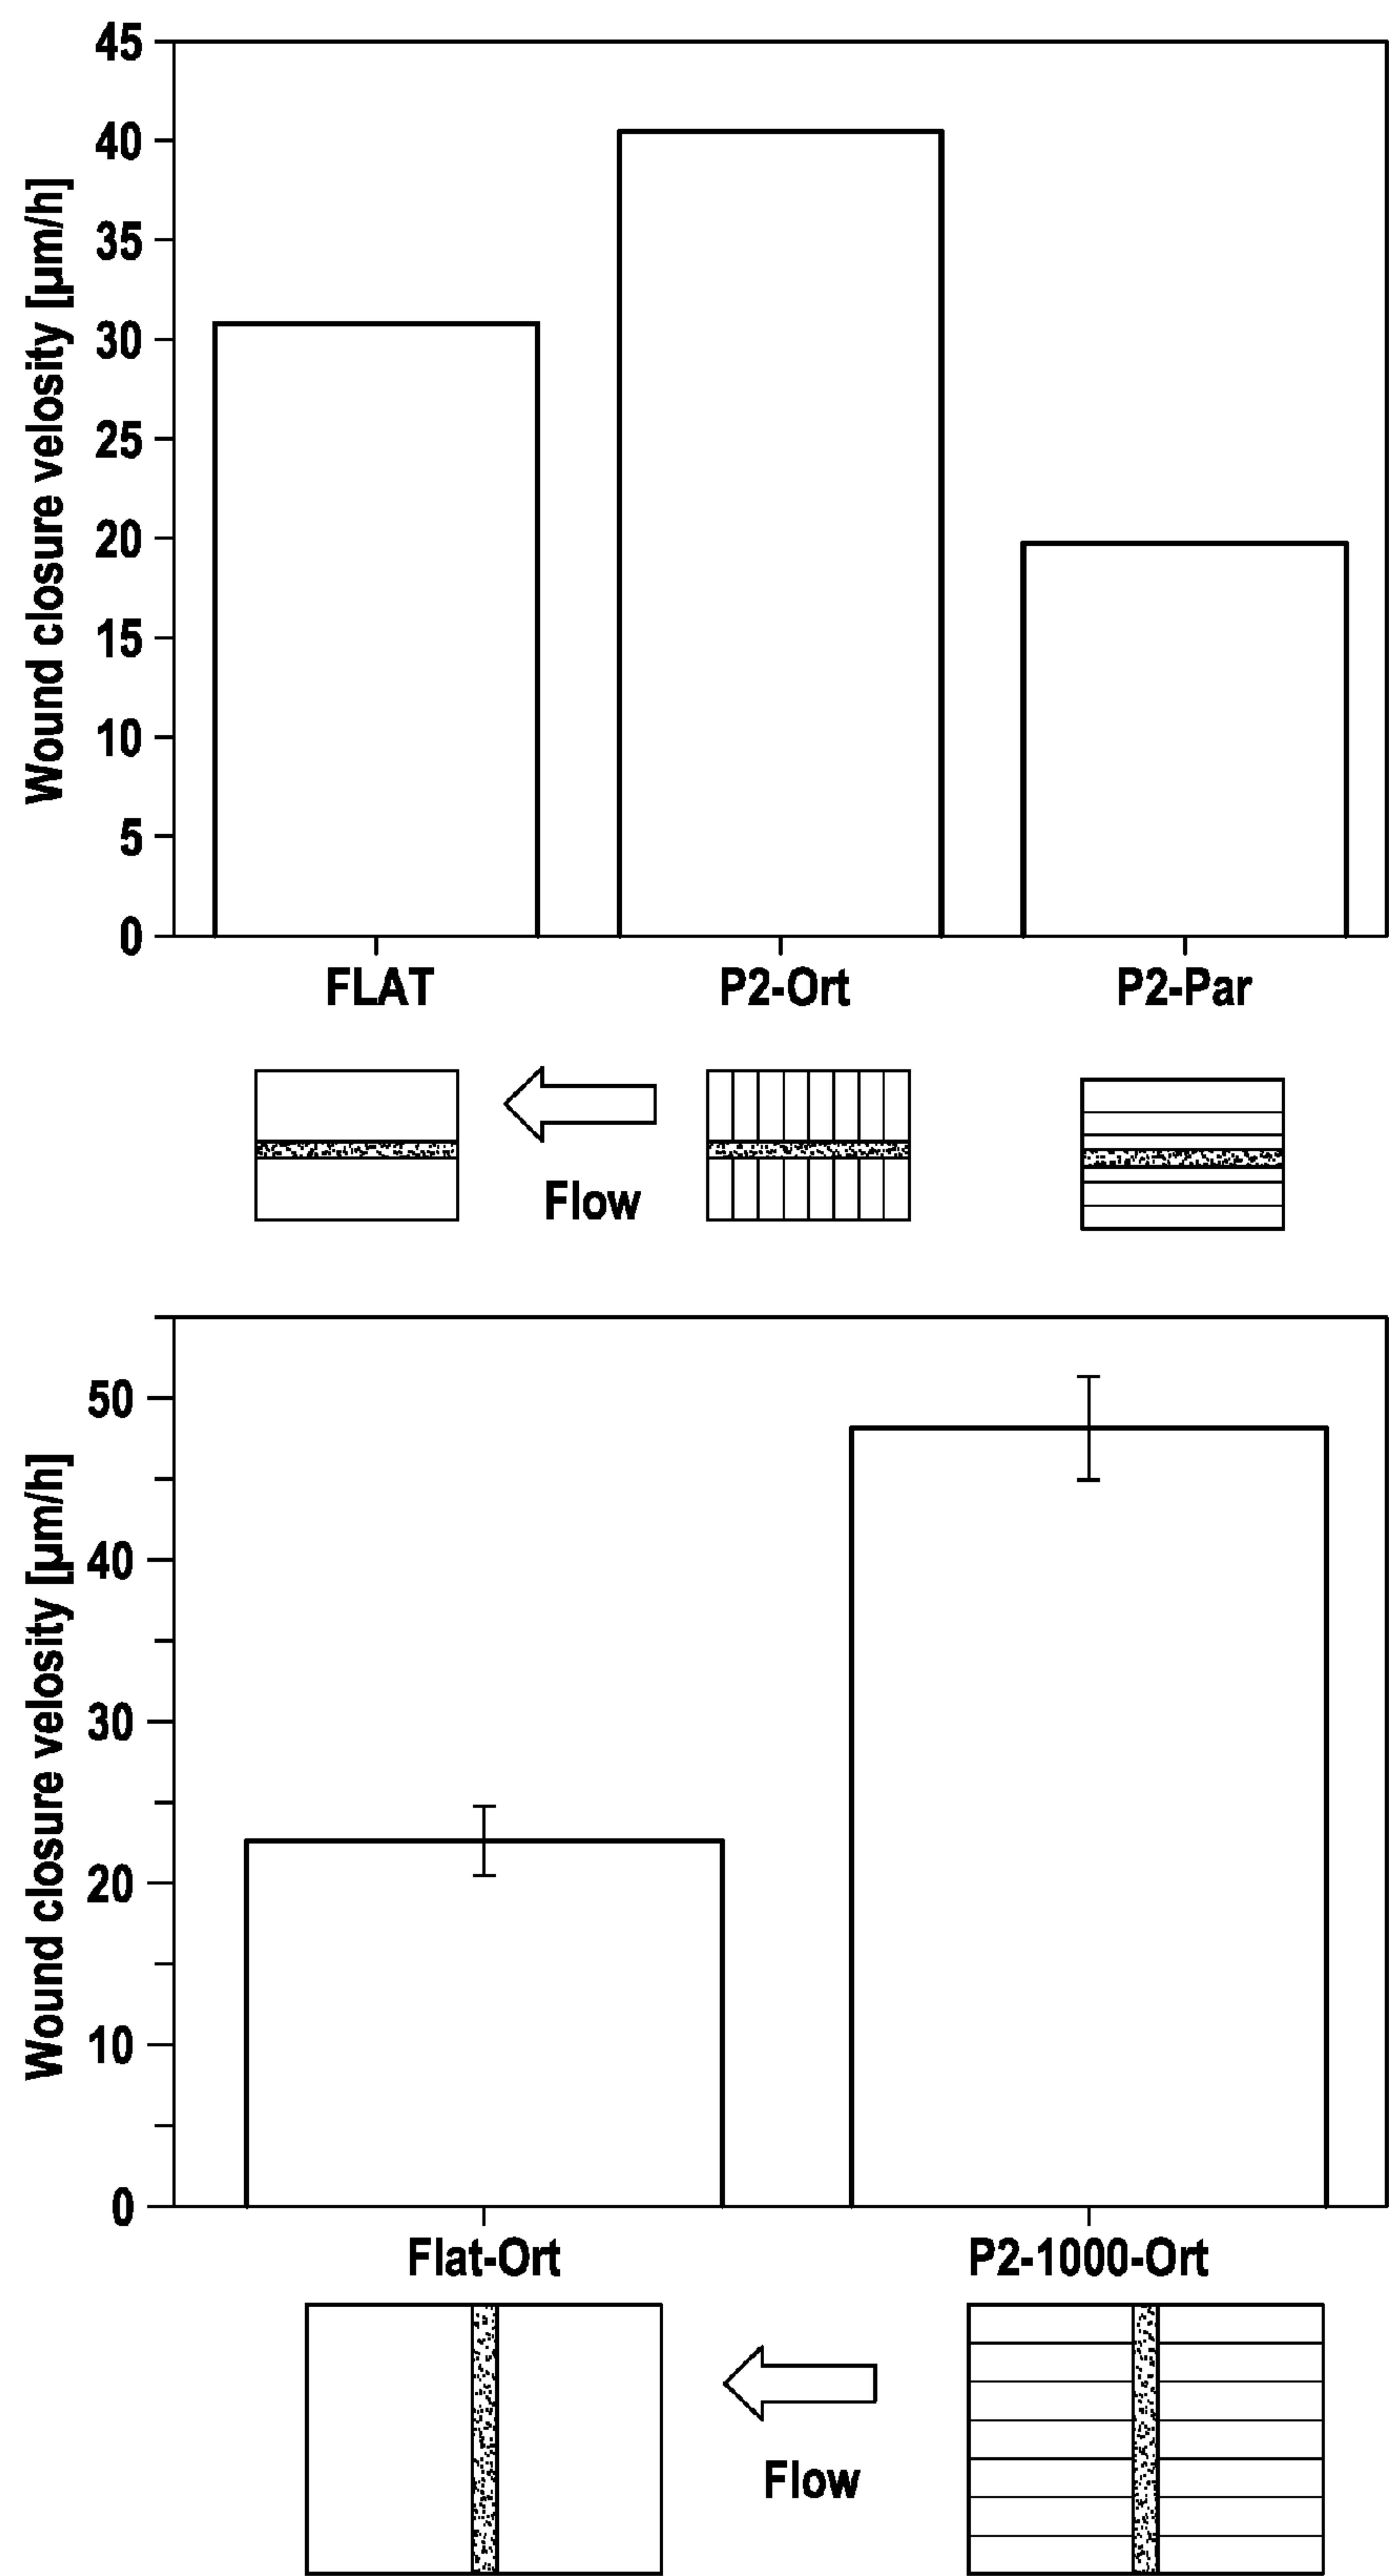 Wound closure velosity [µm/h]
45
40
35
30
25
20
15
10
5
0
FLAT P2-Ort P2-Par
Flow
Wound closure velosity [µm/h]
50
40
30
20
10
0
Flat-Ort P2-1000-Ort
Flow